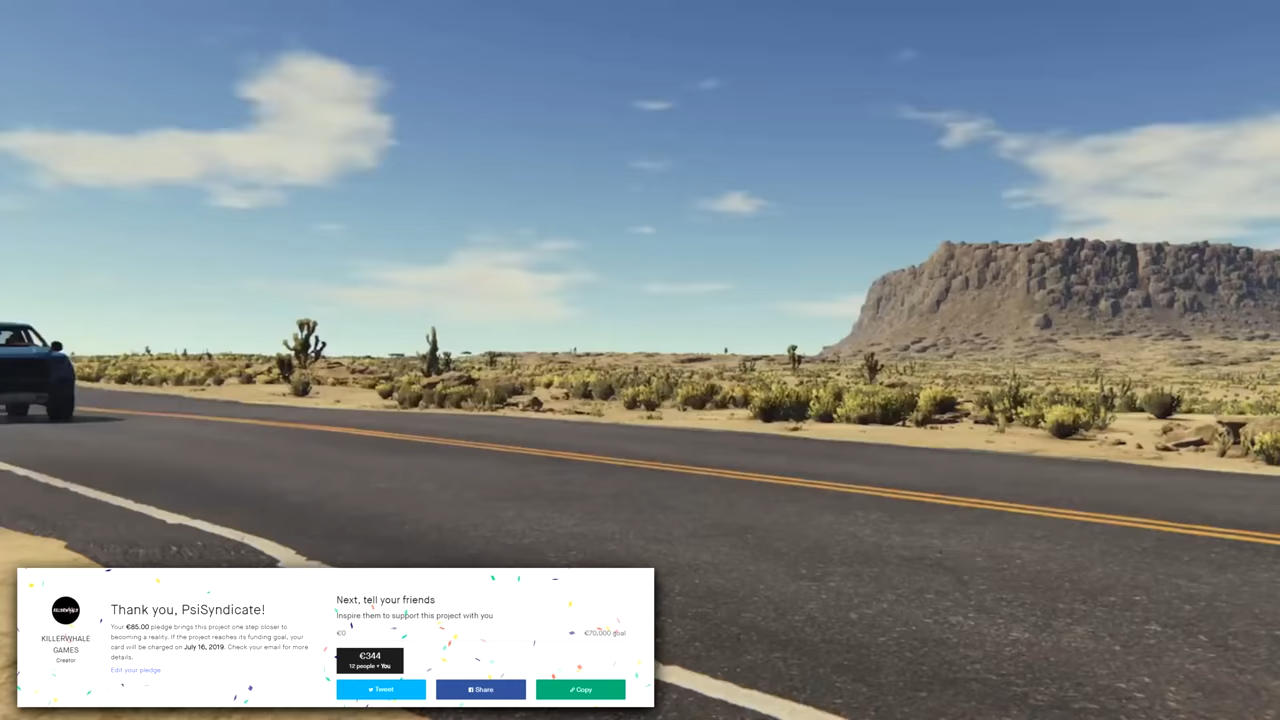 KILLERWHALE
KILLERWHALE
GAMES
Creator
Thank you, PsiSyndicate!
Your €85.00 pledge brings this project one step closer to
becoming a reality. If the project reaches its funding goal, your
card will be charged on July 16, 2019. Check your email for more
details.
Edit your pledge
Next, tell your friends
Inspire them to support this project with you
€0
€70,000 goal
€344
12 people + You
Tweet
Share
Copy